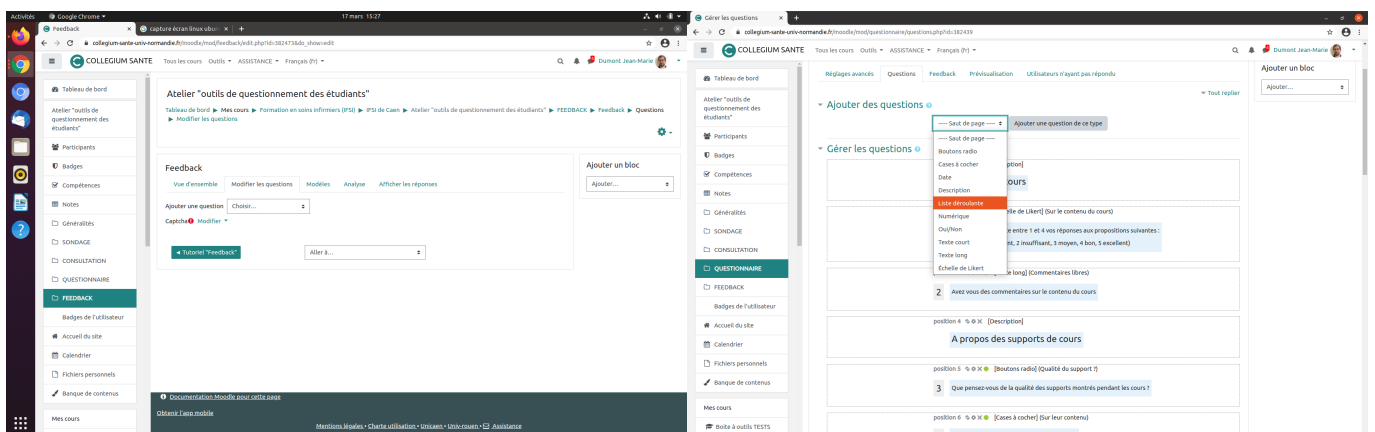 Activités
Google Chrome
17 mars 15:27
Feedback
capture écran linux ubun
collegium-sante-univ-normandie.fr/moodle/mod/feedback/edit.php?id=382473&do_show=edit
COLLEGIUM SANTE
Tous les cours Outils ASSISTANCE Français (fr)
Dumont Jean-Marie
Tableau de bord
Atelier "outils de
questionnement des
étudiants"
Participants
Badges
Compétences
Notes
Généralités
SONDAGE
CONSULTATION
QUESTIONNAIRE
FEEDBACK
Badges de l'utilisateur
Accueil du site
Calendrier
Fichiers personnels
Banque de contenus
Mes cours
Atelier "outils de questionnement des étudiants"
Tableau de bord ▶ Mes cours ▶ Formation en soins infirmiers (IFSI) ▶ IFSI de Caen ▶ Atelier "outils de questionnement des étudiants" ▶ FEEDBACK ▶ Feedback ▶ Questions
▶ Modifier les questions
Feedback
Vue d'ensemble Modifier les questions Modèles Analyse Afficher les réponses
Ajouter une question Choisir...
Captcha Modifier
◄ Tutoriel "Feedback"
Aller à...
Ajouter un bloc
Ajouter...
Documentation Moodle pour cette page
Obtenir l'app mobile
Mentions légales • Charte utilisation • Unicaen • Univ-rouen • Assistance
Gérer les questions
collegium-sante-univ-normandie.fr/moodle/mod/questionnaire/questions.php?id=382439
COLLEGIUM SANTE
Tous les cours Outils ASSISTANCE Français (fr)
Dumont Jean-Marie
Tableau de bord
Atelier "outils de
questionnement des
étudiants"
Participants
Badges
Compétences
Notes
Généralités
SONDAGE
CONSULTATION
QUESTIONNAIRE
FEEDBACK
Badges de l'utilisateur
Accueil du site
Calendrier
Fichiers personnels
Banque de contenus
Mes cours
Boite à outils TESTS
Réglages avancés Questions Feedback Prévisualisation Utilisateurs n'ayant pas répondu
Tout replier
Ajouter des questions
----- Saut de page -----
Ajouter une question de ce type
----- Saut de page -----
Boutons radio
Cases à cocher
Date
Description
Liste déroulante
Numérique
Oui/Non
Texte court
Texte long
Échelle de Likert
Gérer les questions
ption]
ours
elle de Likert] (Sur le contenu du cours)
e entre 1 et 4 vos réponses aux propositions suivantes :
nt, 2 insuffisant, 3 moyen, 4 bon, 5 excellent)
e long] (Commentaires libres)
2 Avez vous des commentaires sur le contenu du cours
position 4 [Description]
A propos des supports de cours
position 5 [Boutons radio] (Qualité du support ?)
3 Que pensez-vous de la qualité des supports montrés pendant les cours ?
position 6 [Cases à cocher] (Sur leur contenu)
Ajouter un bloc
Ajouter...